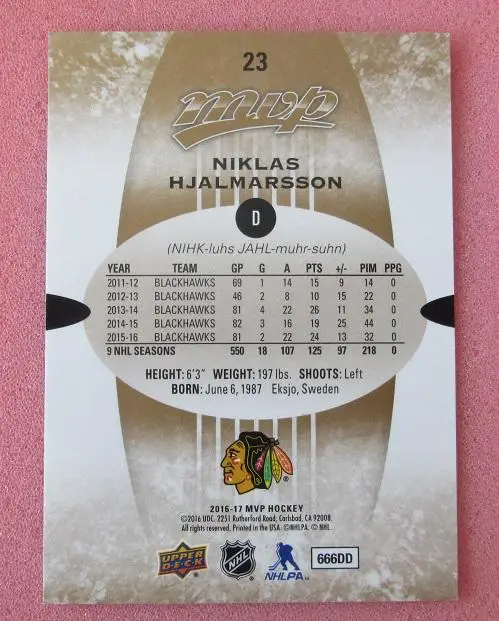 23
mvp
NIKLAS
HJALMARSSON
D
(NIHK-luhs JAHL-muhr-suhn)
YEAR TEAM GP G A PTS +/- PIM PPG
2011-12 BLACKHAWKS 69 1 14 15 9 14 0
2012-13 BLACKHAWKS 46 2 8 10 15 22 0
2013-14 BLACKHAWKS 81 4 22 26 11 34 0
2014-15 BLACKHAWKS 82 3 16 19 25 44 0
2015-16 BLACKHAWKS 81 2 22 24 13 32 0
9 NHL SEASONS 550 18 107 125 97 218 0
HEIGHT: 6'3" WEIGHT: 197 lbs. SHOOTS: Left
BORN: June 6, 1987 Eksjo, Sweden
2016-17 MVP HOCKEY
©2016 UDC. 2251 Rutherford Road, Carlsbad, CA 92008.
All rights reserved. Printed in the USA. ©NHLPA. © NHL.
UPPER DECK
NHL
NHLPA
666DD